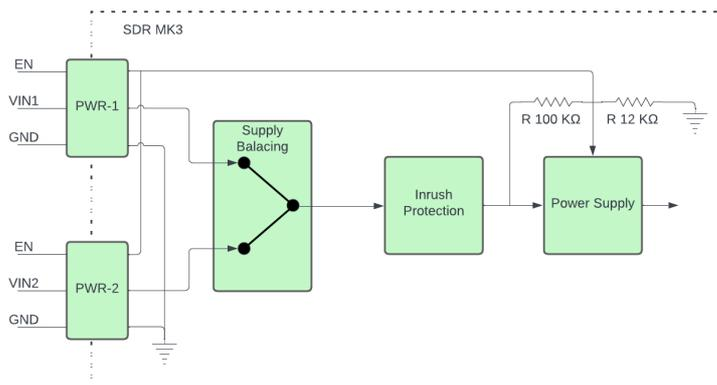 SDR MK3
EN
VIN1
GND
PWR-1
Supply
Balacing
R 100 KΩ
R 12 KΩ
Inrush
Protection
Power Supply
EN
VIN2
GND
PWR-2